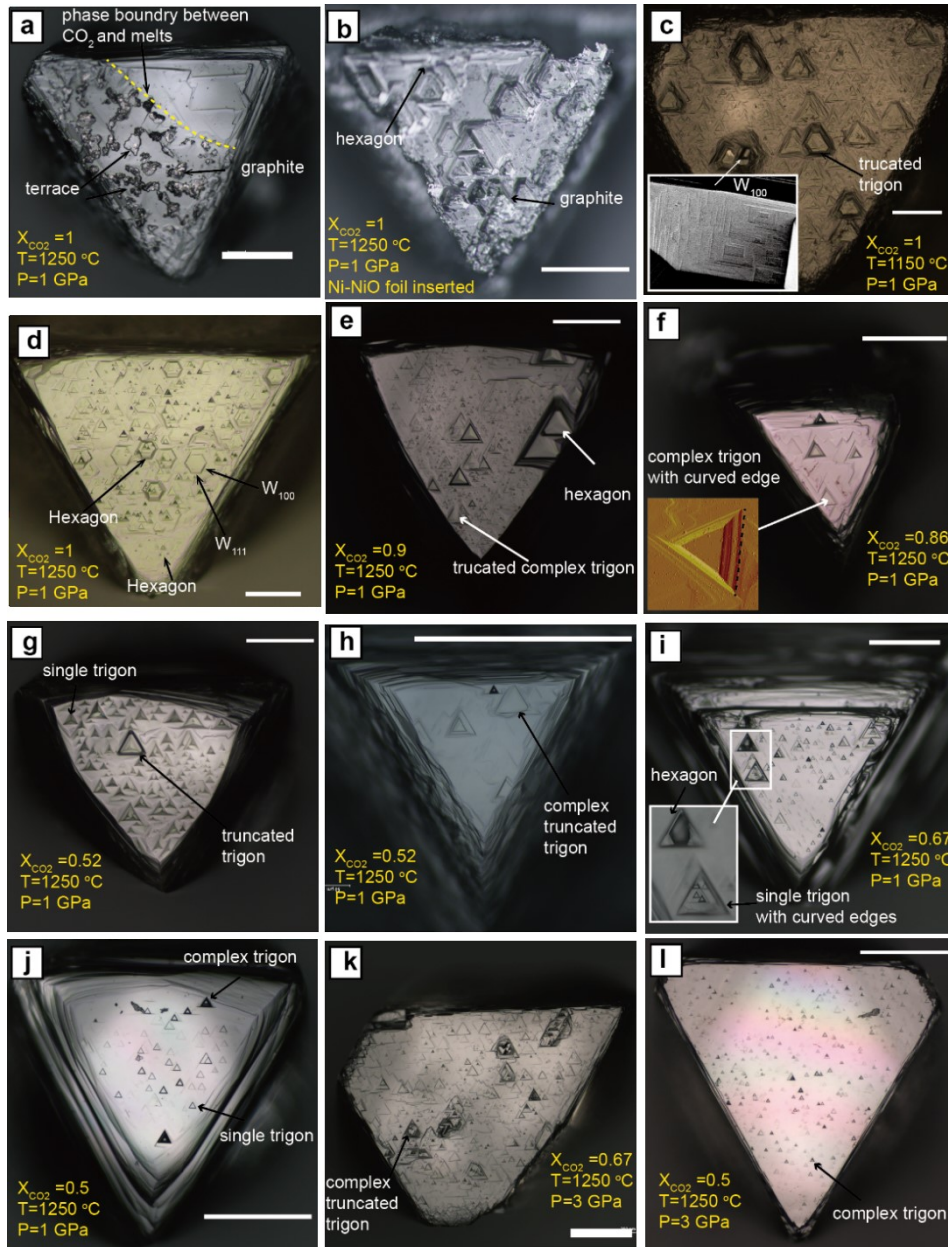 a
phase boundry between
CO2 and melts
terrace
graphite
XCO2 =1
T=1250 °C
P=1 GPa
b
hexagon
graphite
XCO2 =1
T=1250 °C
P=1 GPa
Ni-NiO foil inserted
c
trucated
trigon
W100
XCO2 =1
T=1150 °C
P=1 GPa
d
W100
Hexagon
W111
Hexagon
XCO2 =1
T=1250 °C
P=1 GPa
e
hexagon
trucated complex trigon
XCO2 =0.9
T=1250 °C
P=1 GPa
f
complex trigon
with curved edge
XCO2 =0.86
T=1250 °C
P=1 GPa
g
single trigon
truncated
trigon
XCO2 =0.52
T=1250 °C
P=1 GPa
h
complex
truncated
trigon
XCO2 =0.52
T=1250 °C
P=1 GPa
i
hexagon
single trigon
with curved edges
XCO2 =0.67
T=1250 °C
P=1 GPa
j
complex trigon
single trigon
XCO2 =0.5
T=1250 °C
P=1 GPa
k
complex
truncated
trigon
XCO2 =0.67
T=1250 °C
P=3 GPa
l
XCO2 =0.5
T=1250 °C
P=3 GPa
complex trigon